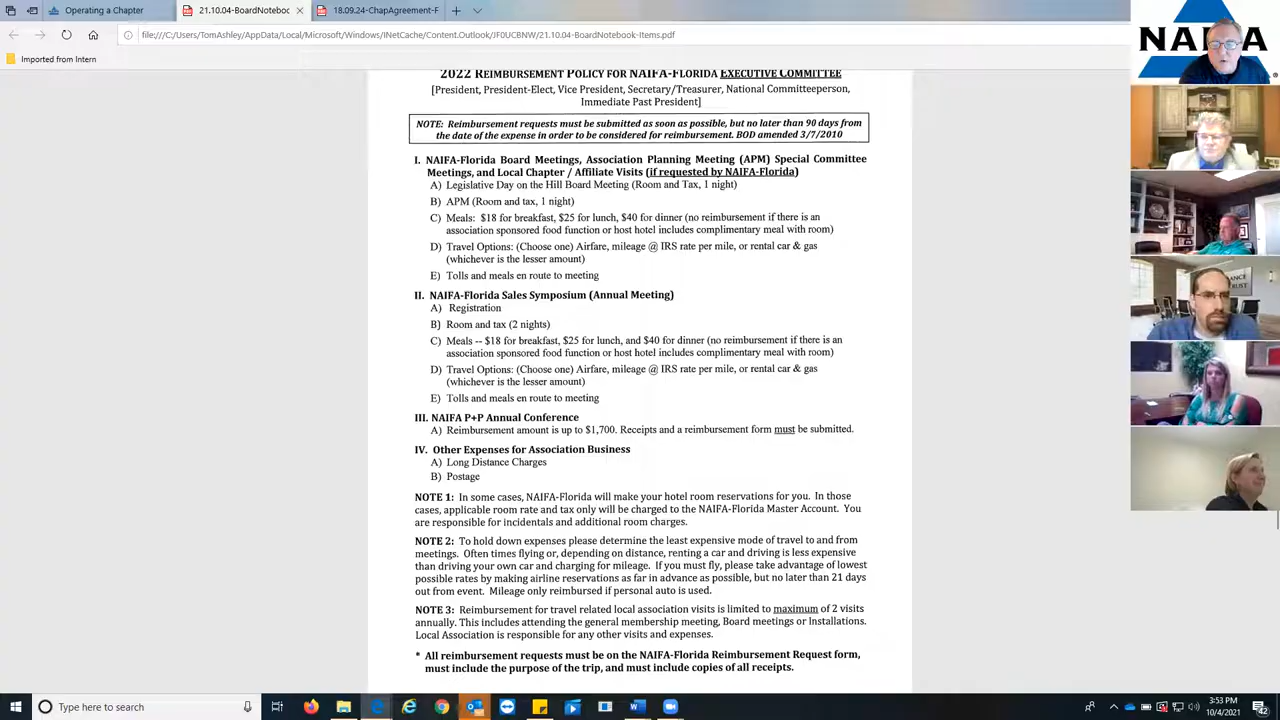 Operating a Chapter
21.10.04-BoardNotebo
18.09.24-ChapAgreement-F
file:///C:/Users/TomAshley/AppData/Local/Microsoft/Windows/INetCache/Content.Outlook/JF0UCBNW/21.10.04-BoardNotebook-Items.pdf
Imported from Intern
2022 REIMBURSEMENT POLICY FOR NAIFA-FLORIDA EXECUTIVE COMMITTEE
[President, President-Elect, Vice President, Secretary/Treasurer, National Committeeperson,
Immediate Past President]
NOTE: Reimbursement requests must be submitted as soon as possible, but no later than 90 days from
the date of the expense in order to be considered for reimbursement. BOD amended 3/7/2010
I. NAIFA-Florida Board Meetings, Association Planning Meeting (APM) Special Committee
Meetings, and Local Chapter / Affiliate Visits (if requested by NAIFA-Florida)
A) Legislative Day on the Hill Board Meeting (Room and Tax, 1 night)
B) APM (Room and tax, 1 night)
C) Meals: $18 for breakfast, $25 for lunch, $40 for dinner (no reimbursement if there is an
association sponsored food function or host hotel includes complimentary meal with room)
D) Travel Options: (Choose one) Airfare, mileage @ IRS rate per mile, or rental car & gas
(whichever is the lesser amount)
E) Tolls and meals en route to meeting
II. NAIFA-Florida Sales Symposium (Annual Meeting)
A) Registration
B) Room and tax (2 nights)
C) Meals -- $18 for breakfast, $25 for lunch, and $40 for dinner (no reimbursement if there is an
association sponsored food function or host hotel includes complimentary meal with room)
D) Travel Options: (Choose one) Airfare, mileage @ IRS rate per mile, or rental car & gas
(whichever is the lesser amount)
E) Tolls and meals en route to meeting
III. NAIFA P+P Annual Conference
A) Reimbursement amount is up to $1,700. Receipts and a reimbursement form must be submitted.
IV. Other Expenses for Association Business
A) Long Distance Charges
B) Postage
NOTE 1: In some cases, NAIFA-Florida will make your hotel room reservations for you. In those
cases, applicable room rate and tax only will be charged to the NAIFA-Florida Master Account. You
are responsible for incidentals and additional room charges.
NOTE 2: To hold down expenses please determine the least expensive mode of travel to and from
meetings. Often times flying or, depending on distance, renting a car and driving is less expensive
than driving your own car and charging for mileage. If you must fly, please take advantage of lowest
possible rates by making airline reservations as far in advance as possible, but no later than 21 days
out from event. Mileage only reimbursed if personal auto is used.
NOTE 3: Reimbursement for travel related local association visits is limited to maximum of 2 visits
annually. This includes attending the general membership meeting, Board meetings or Installations.
Local Association is responsible for any other visits and expenses.
* All reimbursement requests must be on the NAIFA-Florida Reimbursement Request form,
must include the purpose of the trip, and must include copies of all receipts.
Type here to search
3:53 PM
10/4/2021
42